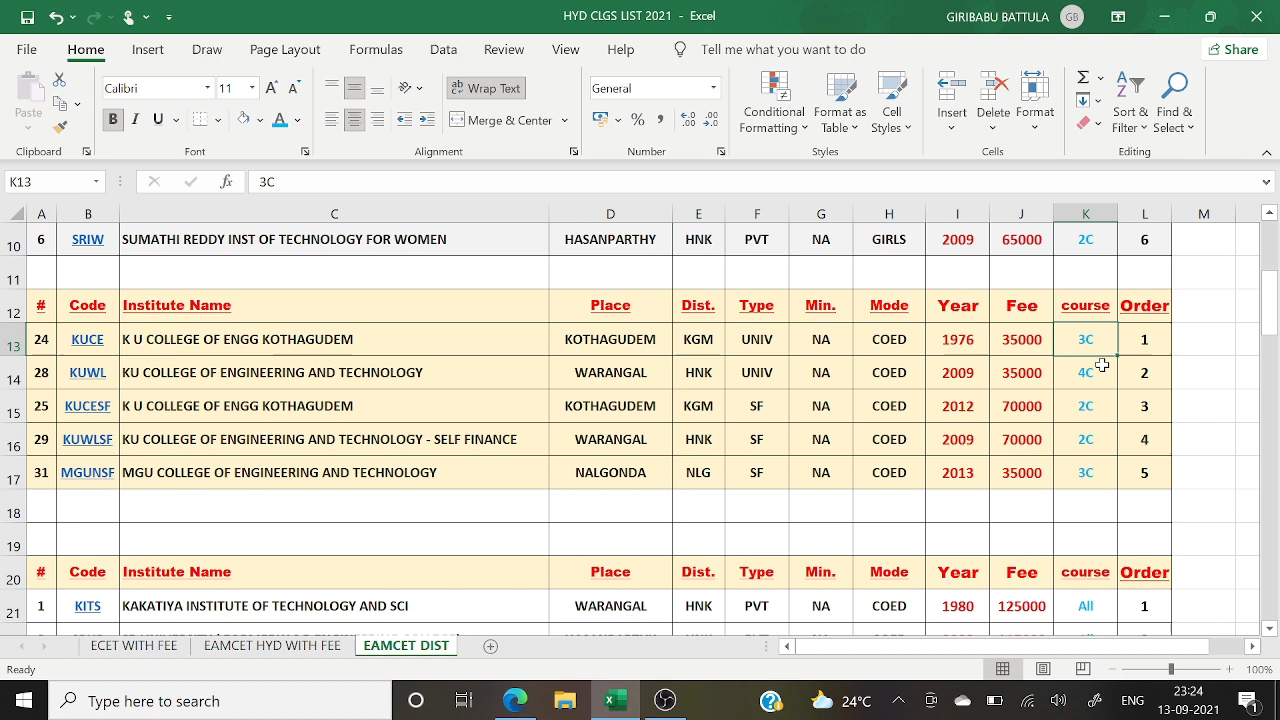 HYD CLGS LIST 2021 - Excel
GIRIBABU BATTULA GB
File Home Insert Draw Page Layout Formulas Data Review View Help Tell me what you want to do Share
Paste
Calibri 11
B I U
Wrap Text
Merge & Center
General
Conditional Formatting
Format as Table
Cell Styles
Insert Delete Format
Sort & Filter
Find & Select
Clipboard Font Alignment Number Styles Cells Editing
K13 fx 3C
A B C D E F G H I J K L M
10 6 SRIW SUMATHI REDDY INST OF TECHNOLOGY FOR WOMEN HASANPARTHY HNK PVT NA GIRLS 2009 65000 2C 6
11
12 # Code Institute Name Place Dist. Type Min. Mode Year Fee course Order
13 24 KUCE K U COLLEGE OF ENGG KOTHAGUDEM KOTHAGUDEM KGM UNIV NA COED 1976 35000 3C 1
14 28 KUWL KU COLLEGE OF ENGINEERING AND TECHNOLOGY WARANGAL HNK UNIV NA COED 2009 35000 4C 2
15 25 KUCESF K U COLLEGE OF ENGG KOTHAGUDEM KOTHAGUDEM KGM SF NA COED 2012 70000 2C 3
16 29 KUWLSF KU COLLEGE OF ENGINEERING AND TECHNOLOGY - SELF FINANCE WARANGAL HNK SF NA COED 2009 70000 2C 4
17 31 MGUNSF MGU COLLEGE OF ENGINEERING AND TECHNOLOGY NALGONDA NLG SF NA COED 2013 35000 3C 5
18
19
20 # Code Institute Name Place Dist. Type Min. Mode Year Fee course Order
21 1 KITS KAKATIYA INSTITUTE OF TECHNOLOGY AND SCI WARANGAL HNK PVT NA COED 1980 125000 All 1
ECET WITH FEE EAMCET HYD WITH FEE EAMCET DIST
Ready 100%
Type here to search 24°C ENG 23:24
13-09-2021 1